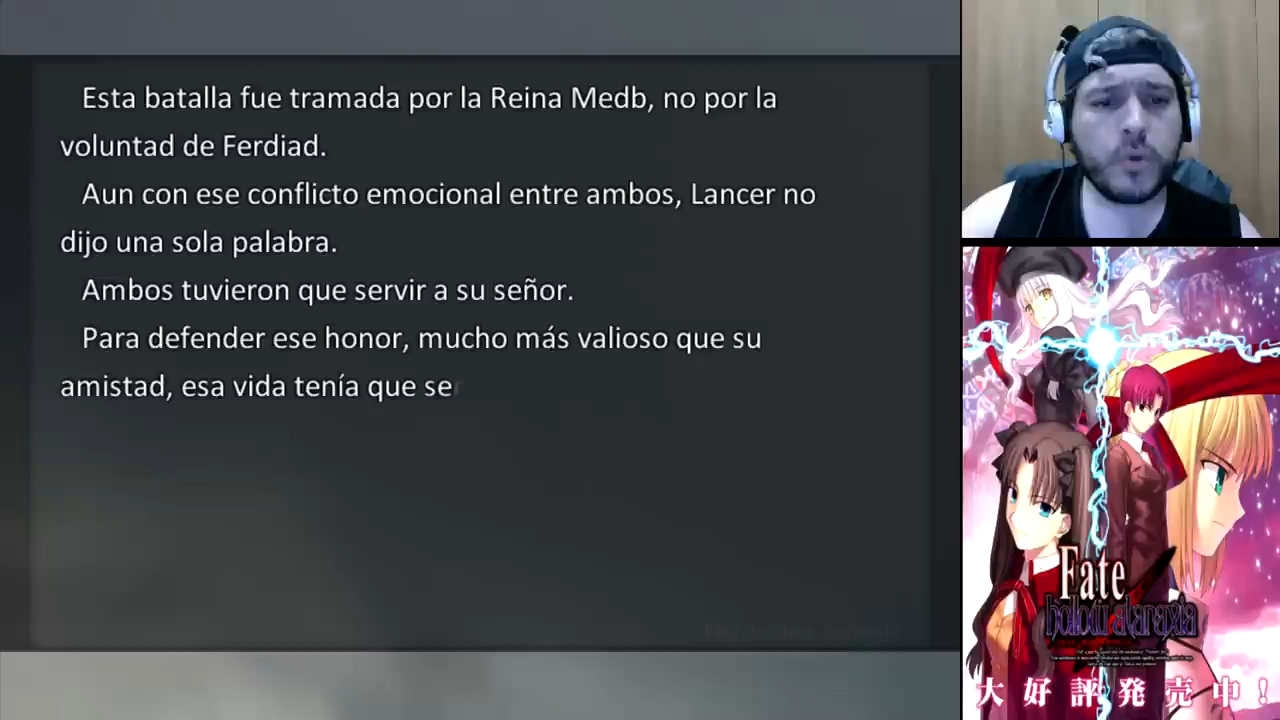 Esta batalla fue tramada por la Reina Medb, no por la
voluntad de Ferdiad.
Aun con ese conflicto emocional entre ambos, Lancer no
dijo una sola palabra.
Ambos tuvieron que servir a su señor.
Para defender ese honor, mucho más valioso que su
amistad, esa vida tenía que ser
Fate
hollow ataraxia
大好評発売中!